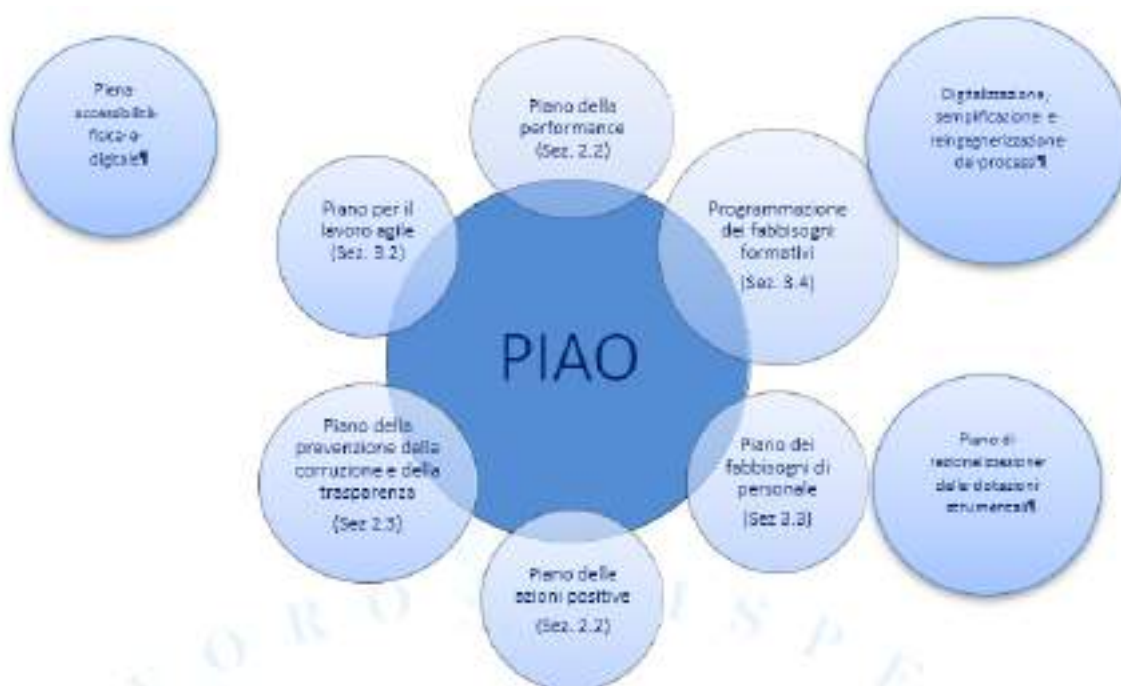 Piena
accessibilità
fisica e
digitale¶
Piano della
performance
(Sez. 2.2)
Digitalizzazione,
semplificazione e
reingegnerizzazione
dei processi¶
Piano per il
lavoro agile
(Sez. 3.2)
Programmazione
dei fabbisogni
formativi
(Sez. 3.4)
PIAO
Piano della
prevenzione della
corruzione e della
trasparenza
(Sez 2.3)
Piano dei
fabbisogni di
personale
(Sez 3.3)
Piano di
razionalizzazione
delle dotazioni
strumentali¶
Piano delle
azioni positive
(Sez. 2.2)